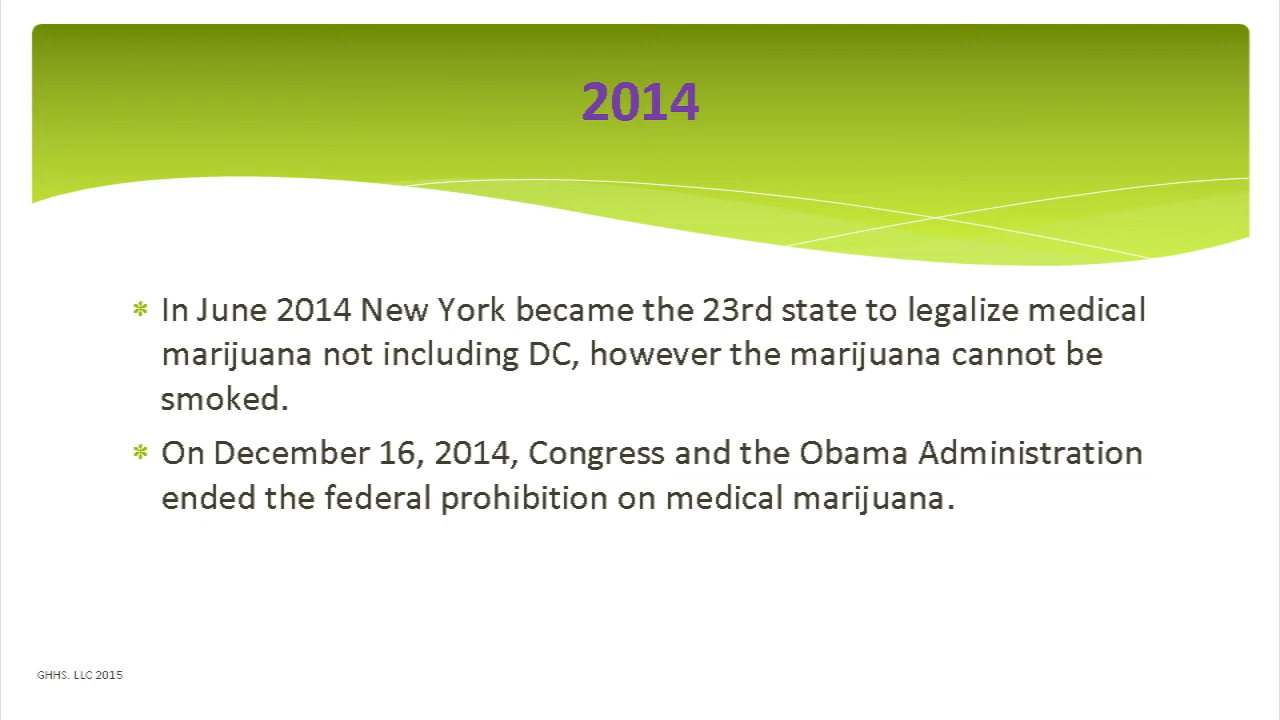 2014
* In June 2014 New York became the 23rd state to legalize medical
marijuana not including DC, however the marijuana cannot be
smoked.
* On December 16, 2014, Congress and the Obama Administration
ended the federal prohibition on medical marijuana.
GHHS. LLC 2015